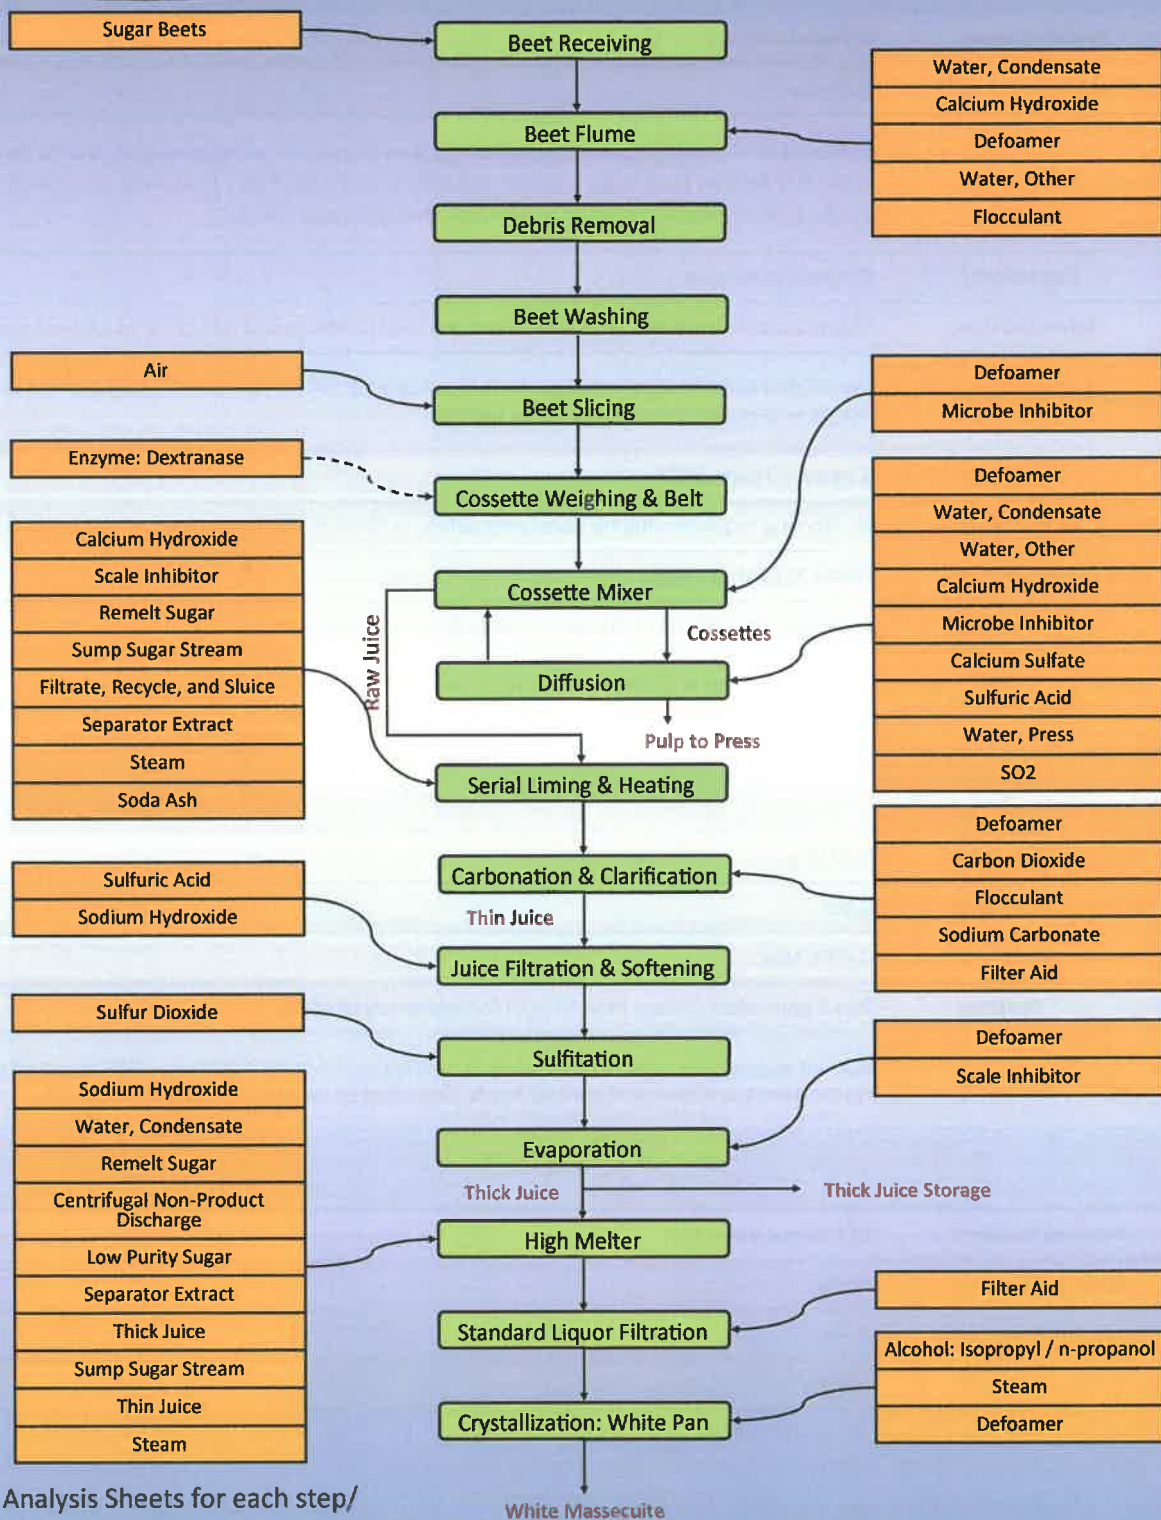 Sugar Beets
Beet Receiving
Water, Condensate
Calcium Hydroxide
Defoamer
Water, Other
Flocculant
Beet Flume
Debris Removal
Beet Washing
Air
Beet Slicing
Defoamer
Microbe Inhibitor
Enzyme: Dextranase
Cossette Weighing & Belt
Calcium Hydroxide
Scale Inhibitor
Remelt Sugar
Sump Sugar Stream
Filtrate, Recycle, and Sluice
Separator Extract
Steam
Soda Ash
Cossette Mixer
Raw Juice
Cossettes
Diffusion
Pulp to Press
Defoamer
Water, Condensate
Water, Other
Calcium Hydroxide
Microbe Inhibitor
Calcium Sulfate
Sulfuric Acid
Water, Press
SO2
Serial Liming & Heating
Carbonation & Clarification
Defoamer
Carbon Dioxide
Flocculant
Sodium Carbonate
Filter Aid
Sulfuric Acid
Sodium Hydroxide
Thin Juice
Juice Filtration & Softening
Sulfur Dioxide
Sulfitation
Defoamer
Scale Inhibitor
Evaporation
Thick Juice
Thick Juice Storage
Sodium Hydroxide
Water, Condensate
Remelt Sugar
Centrifugal Non-Product
Discharge
Low Purity Sugar
Separator Extract
Thick Juice
Sump Sugar Stream
Thin Juice
Steam
High Melter
Filter Aid
Standard Liquor Filtration
Alcohol: Isopropyl / n-propanol
Steam
Defoamer
Crystallization: White Pan
Analysis Sheets for each step/
White Massecuite